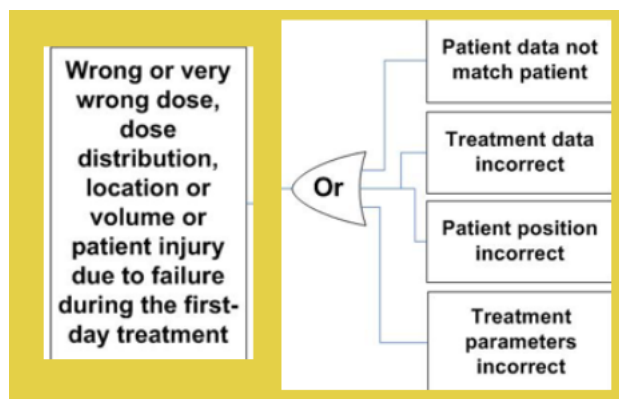 Wrong or very
wrong dose,
dose
distribution,
location or
volume or
patient injury
due to failure
during the first-
day treatment
Or
Patient data not
match patient
Treatment data
incorrect
Patient position
incorrect
Treatment
parameters
incorrect